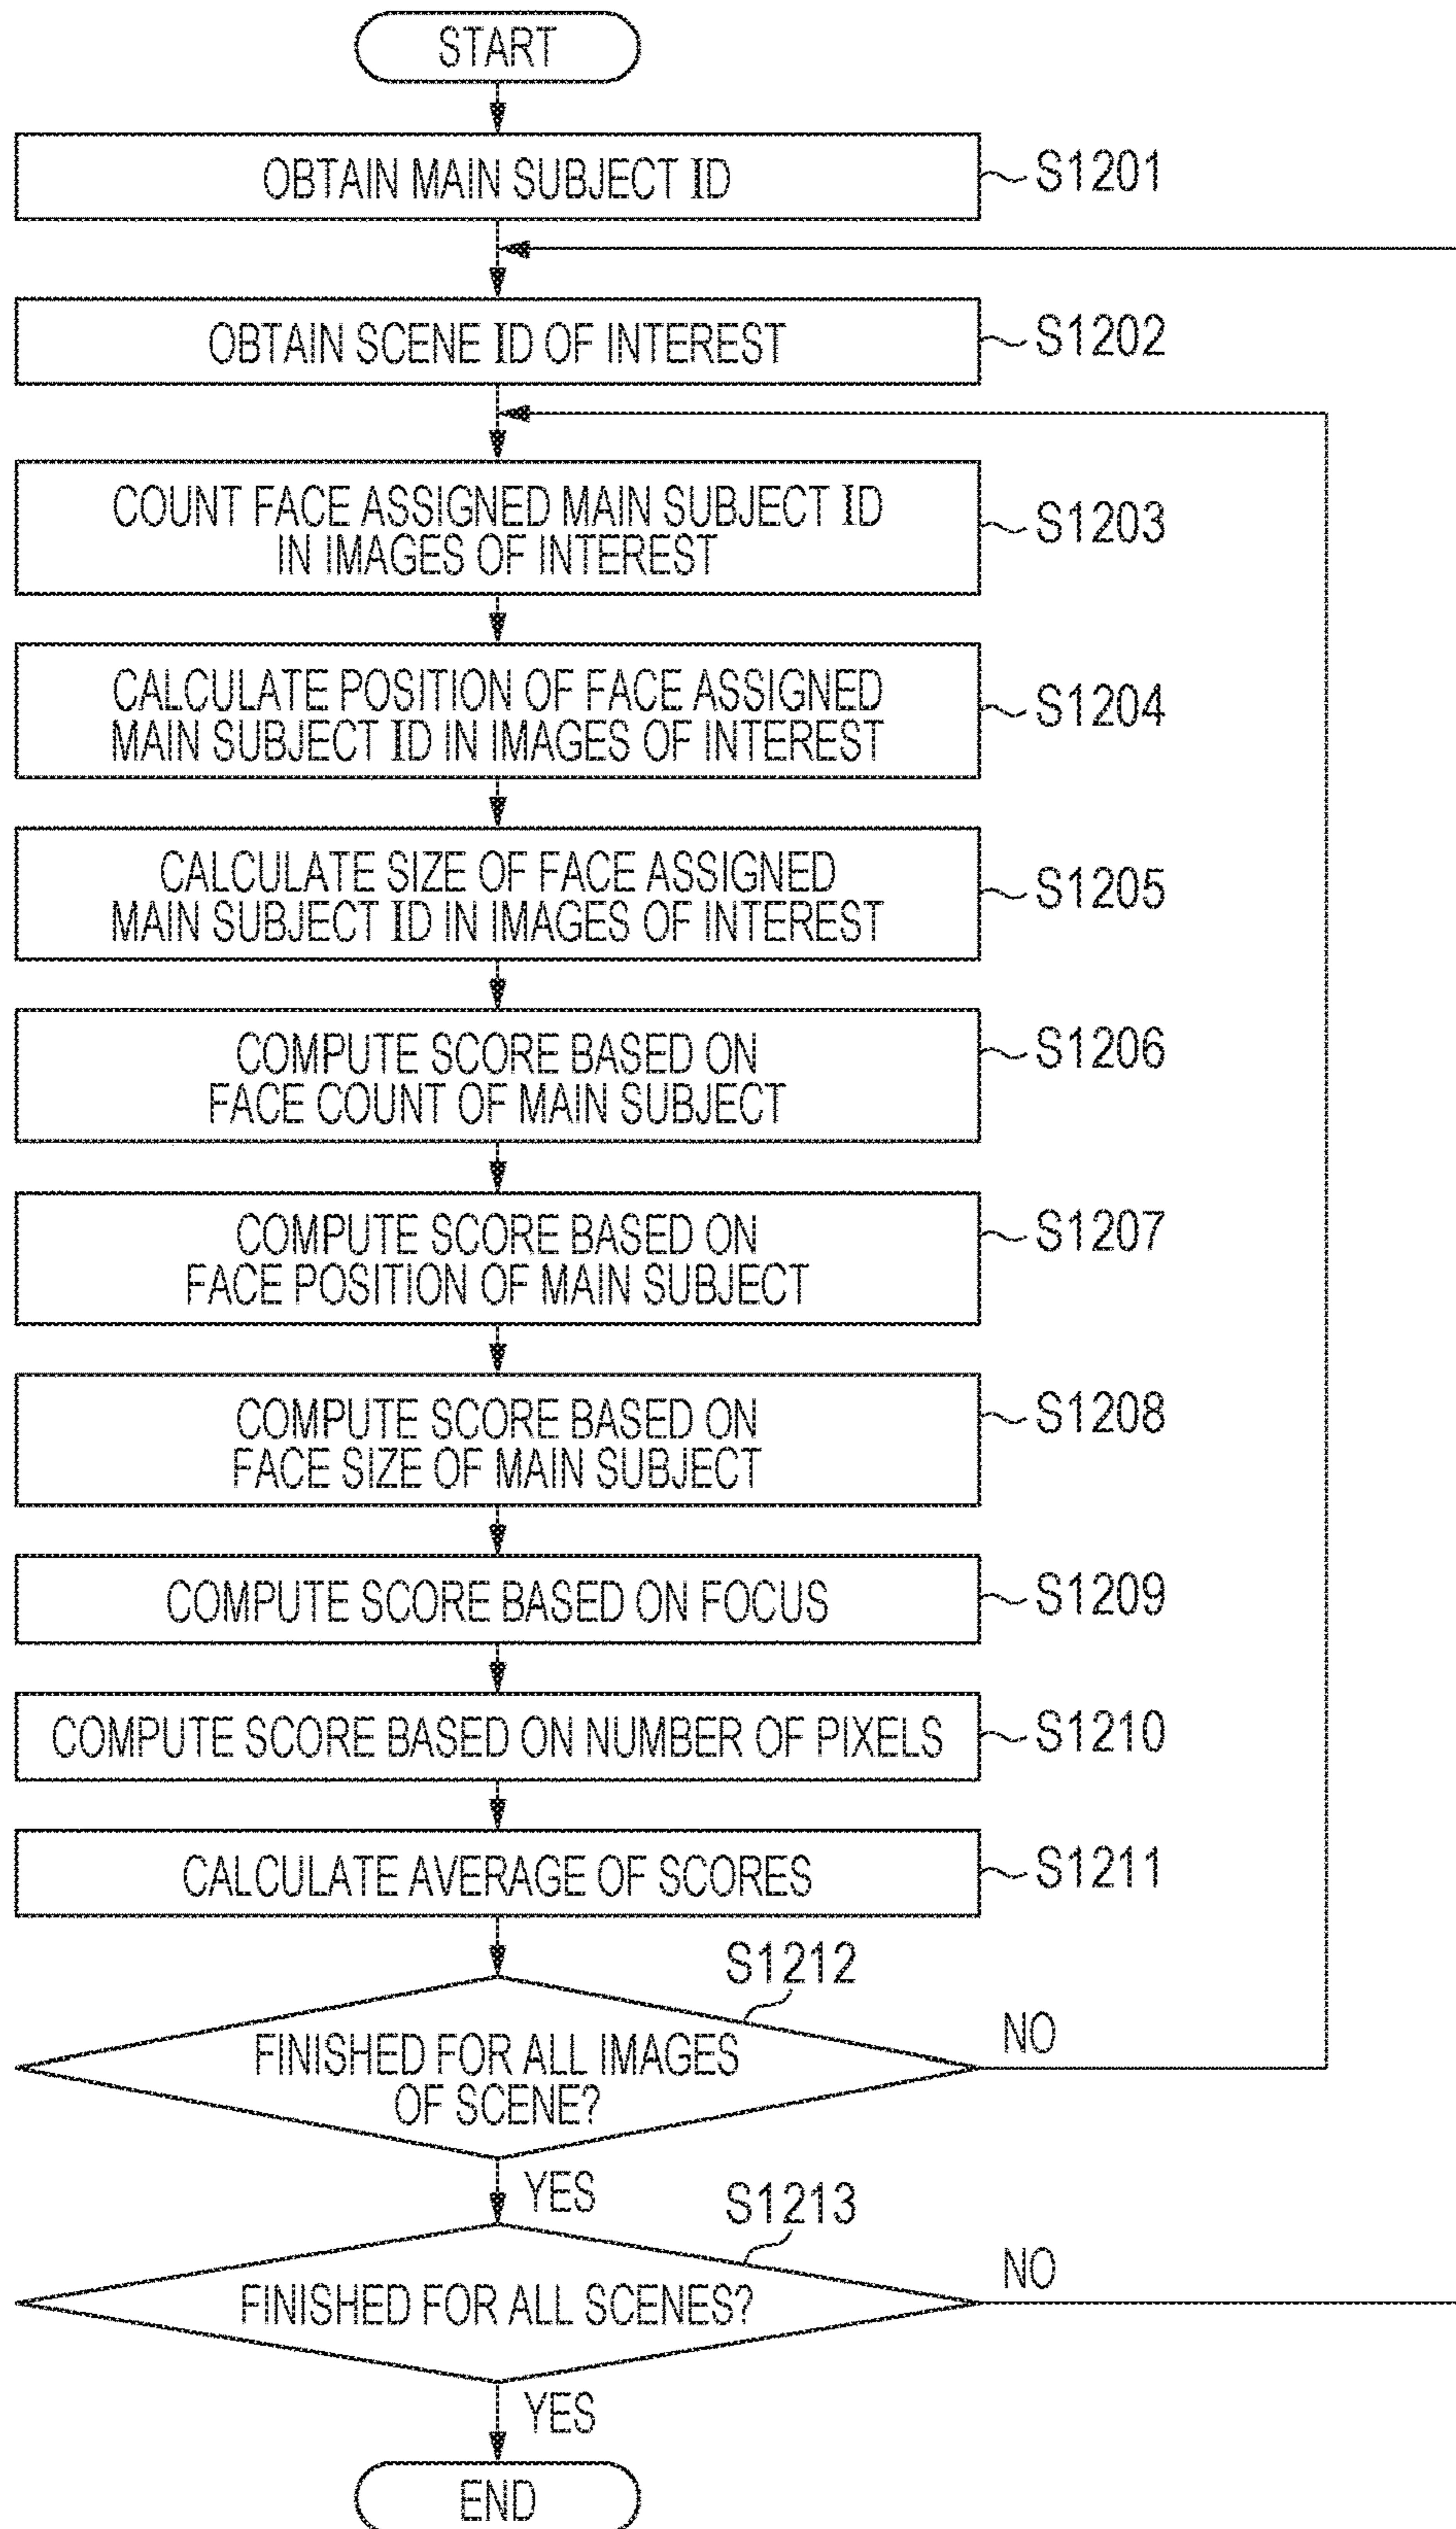 START
OBTAIN MAIN SUBJECT ID
S1201
OBTAIN SCENE ID OF INTEREST
S1202
COUNT FACE ASSIGNED MAIN SUBJECT ID
IN IMAGES OF INTEREST
S1203
CALCULATE POSITION OF FACE ASSIGNED
MAIN SUBJECT ID IN IMAGES OF INTEREST
S1204
CALCULATE SIZE OF FACE ASSIGNED
MAIN SUBJECT ID IN IMAGES OF INTEREST
S1205
COMPUTE SCORE BASED ON
FACE COUNT OF MAIN SUBJECT
S1206
COMPUTE SCORE BASED ON
FACE POSITION OF MAIN SUBJECT
S1207
COMPUTE SCORE BASED ON
FACE SIZE OF MAIN SUBJECT
S1208
COMPUTE SCORE BASED ON FOCUS
S1209
COMPUTE SCORE BASED ON NUMBER OF PIXELS
S1210
CALCULATE AVERAGE OF SCORES
S1211
S1212
FINISHED FOR ALL IMAGES
OF SCENE?
NO
YES
S1213
FINISHED FOR ALL SCENES?
NO
YES
END